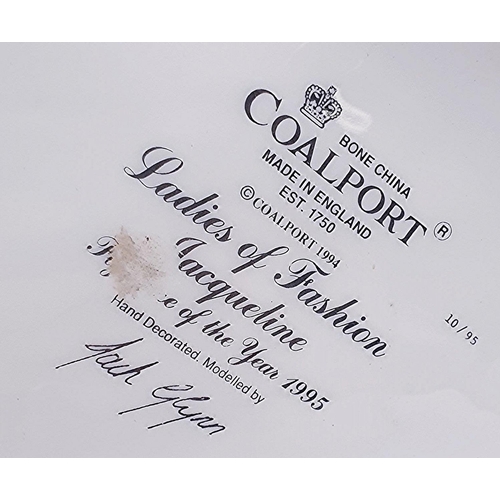 BONE CHINA
COALPORT ®
MADE IN ENGLAND
EST. 1750
© COALPORT 1994
Ladies of Fashion
Jacqueline
of the Year 1995
Hand Decorated. Modelled by
Jack Glynn
10/95